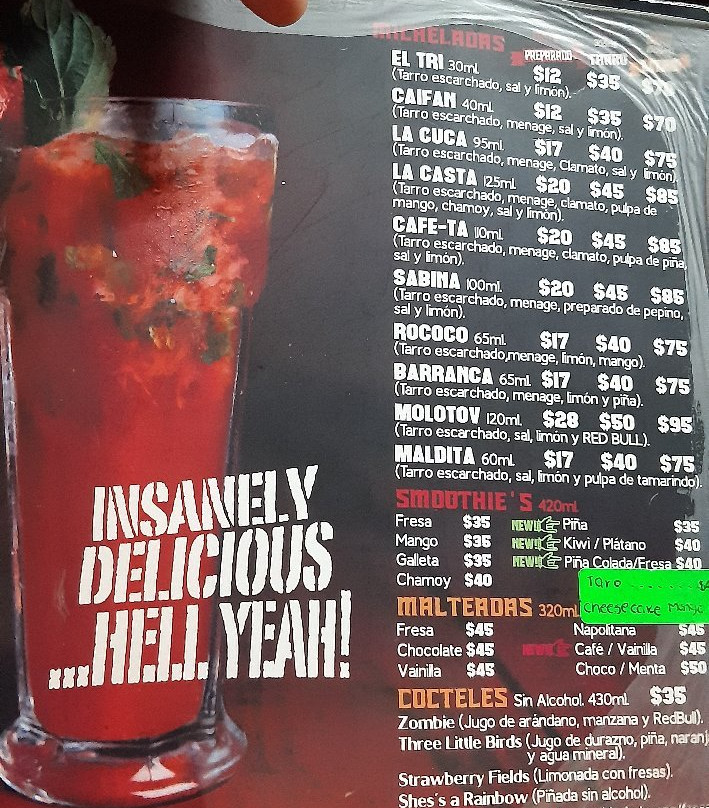 INSANELY
DELICIOUS
...HELL YEAH!
MICHELADAS
PREPARADO
EL TRI 30ml. $12 $35
(Tarro escarchado, sal y limón).
CAIFAN 40ml. $12 $35 $70
(Tarro escarchado, menage, sal y limón).
LA CUCA 95ml. $17 $40 $75
(Tarro escarchado, menage, Clamato, sal y limón).
LA CASTA 125ml. $20 $45 $85
(Tarro escarchado, menage, clamato, pulpa de
mango, chamoy, sal y limón).
CAFE-TA 110ml. $20 $45 $85
(Tarro escarchado, menage, clamato, pulpa de piña,
sal y limón).
SABINA 100ml. $20 $45 $85
(Tarro escarchado, menage, preparado de pepino,
sal y limón).
ROCOCO 65ml. $17 $40 $75
(Tarro escarchado,menage, limón, mango).
BARRANCA 65ml. $17 $40 $75
(Tarro escarchado, menage, limón y piña).
MOLOTOV 120ml. $28 $50 $95
(Tarro escarchado, sal, limón y RED BULL).
MALDITA 60ml. $17 $40 $75
(Tarro escarchado, sal, limón y pulpa de tamarindo).
SMOOTHIE'S 420ml.
Fresa $35 NEW!! Piña $35
Mango $35 NEW!! Kiwi / Plátano $40
Galleta $35 NEW!! Piña Colada/Fresa $40
Chamoy $40
Taro
Cheesecake Mango
MALTEADAS 320ml.
Fresa $45 Napolitana $45
Chocolate $45 NEW!! Café / Vainilla $45
Vainilla $45 Choco / Menta $50
COCTELES Sin Alcohol. 430ml. $35
Zombie (Jugo de arándano, manzana y RedBull).
Three Little Birds (Jugo de durazno, piña, naranj
y agua mineral).
Strawberry Fields (Limonada con fresas).
Shes's a Rainbow (Piñada sin alcohol).